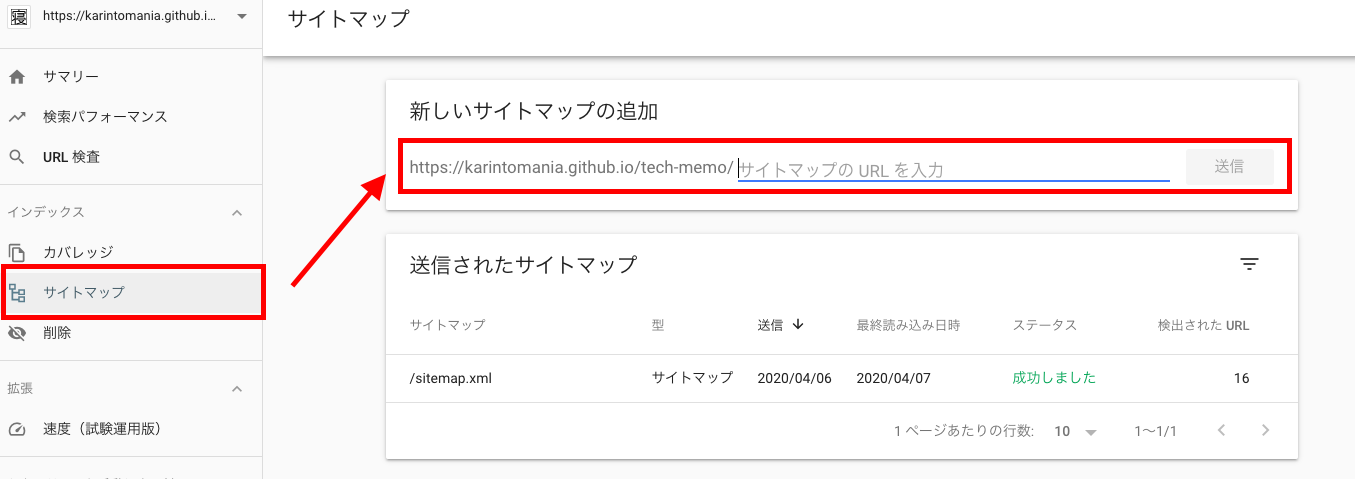 寝
https://karintomania.github.i...
サイトマップ
サマリー
検索パフォーマンス
URL 検査
インデックス
カバレッジ
サイトマップ
削除
拡張
速度（試験運用版）
新しいサイトマップの追加
https://karintomania.github.io/tech-memo/ サイトマップの URL を入力 送信
送信されたサイトマップ
サイトマップ 型 送信 最終読み込み日時 ステータス 検出された URL
/sitemap.xml サイトマップ 2020/04/06 2020/04/07 成功しました 16
1 ページあたりの行数: 10 1～1/1